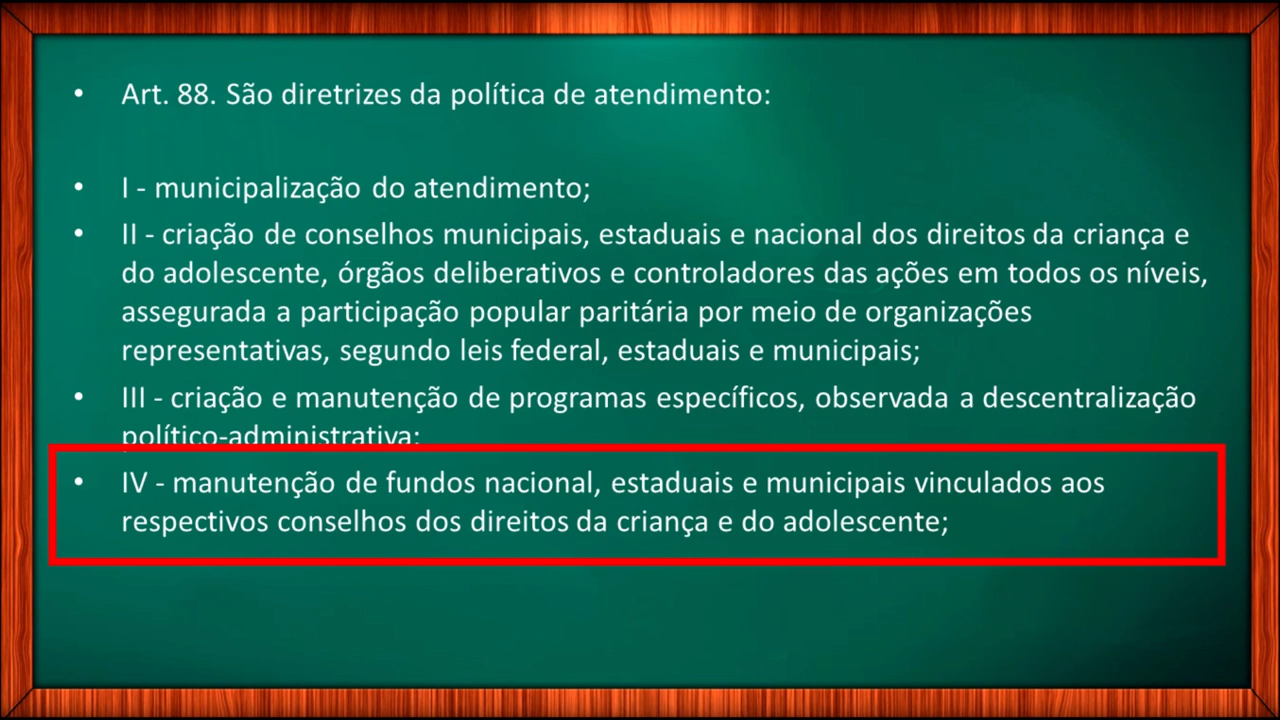 • Art. 88. São diretrizes da política de atendimento:
• I - municipalização do atendimento;
• II - criação de conselhos municipais, estaduais e nacional dos direitos da criança e
do adolescente, órgãos deliberativos e controladores das ações em todos os níveis,
assegurada a participação popular paritária por meio de organizações
representativas, segundo leis federal, estaduais e municipais;
• III - criação e manutenção de programas específicos, observada a descentralização
político-administrativa;
• IV - manutenção de fundos nacional, estaduais e municipais vinculados aos
respectivos conselhos dos direitos da criança e do adolescente;